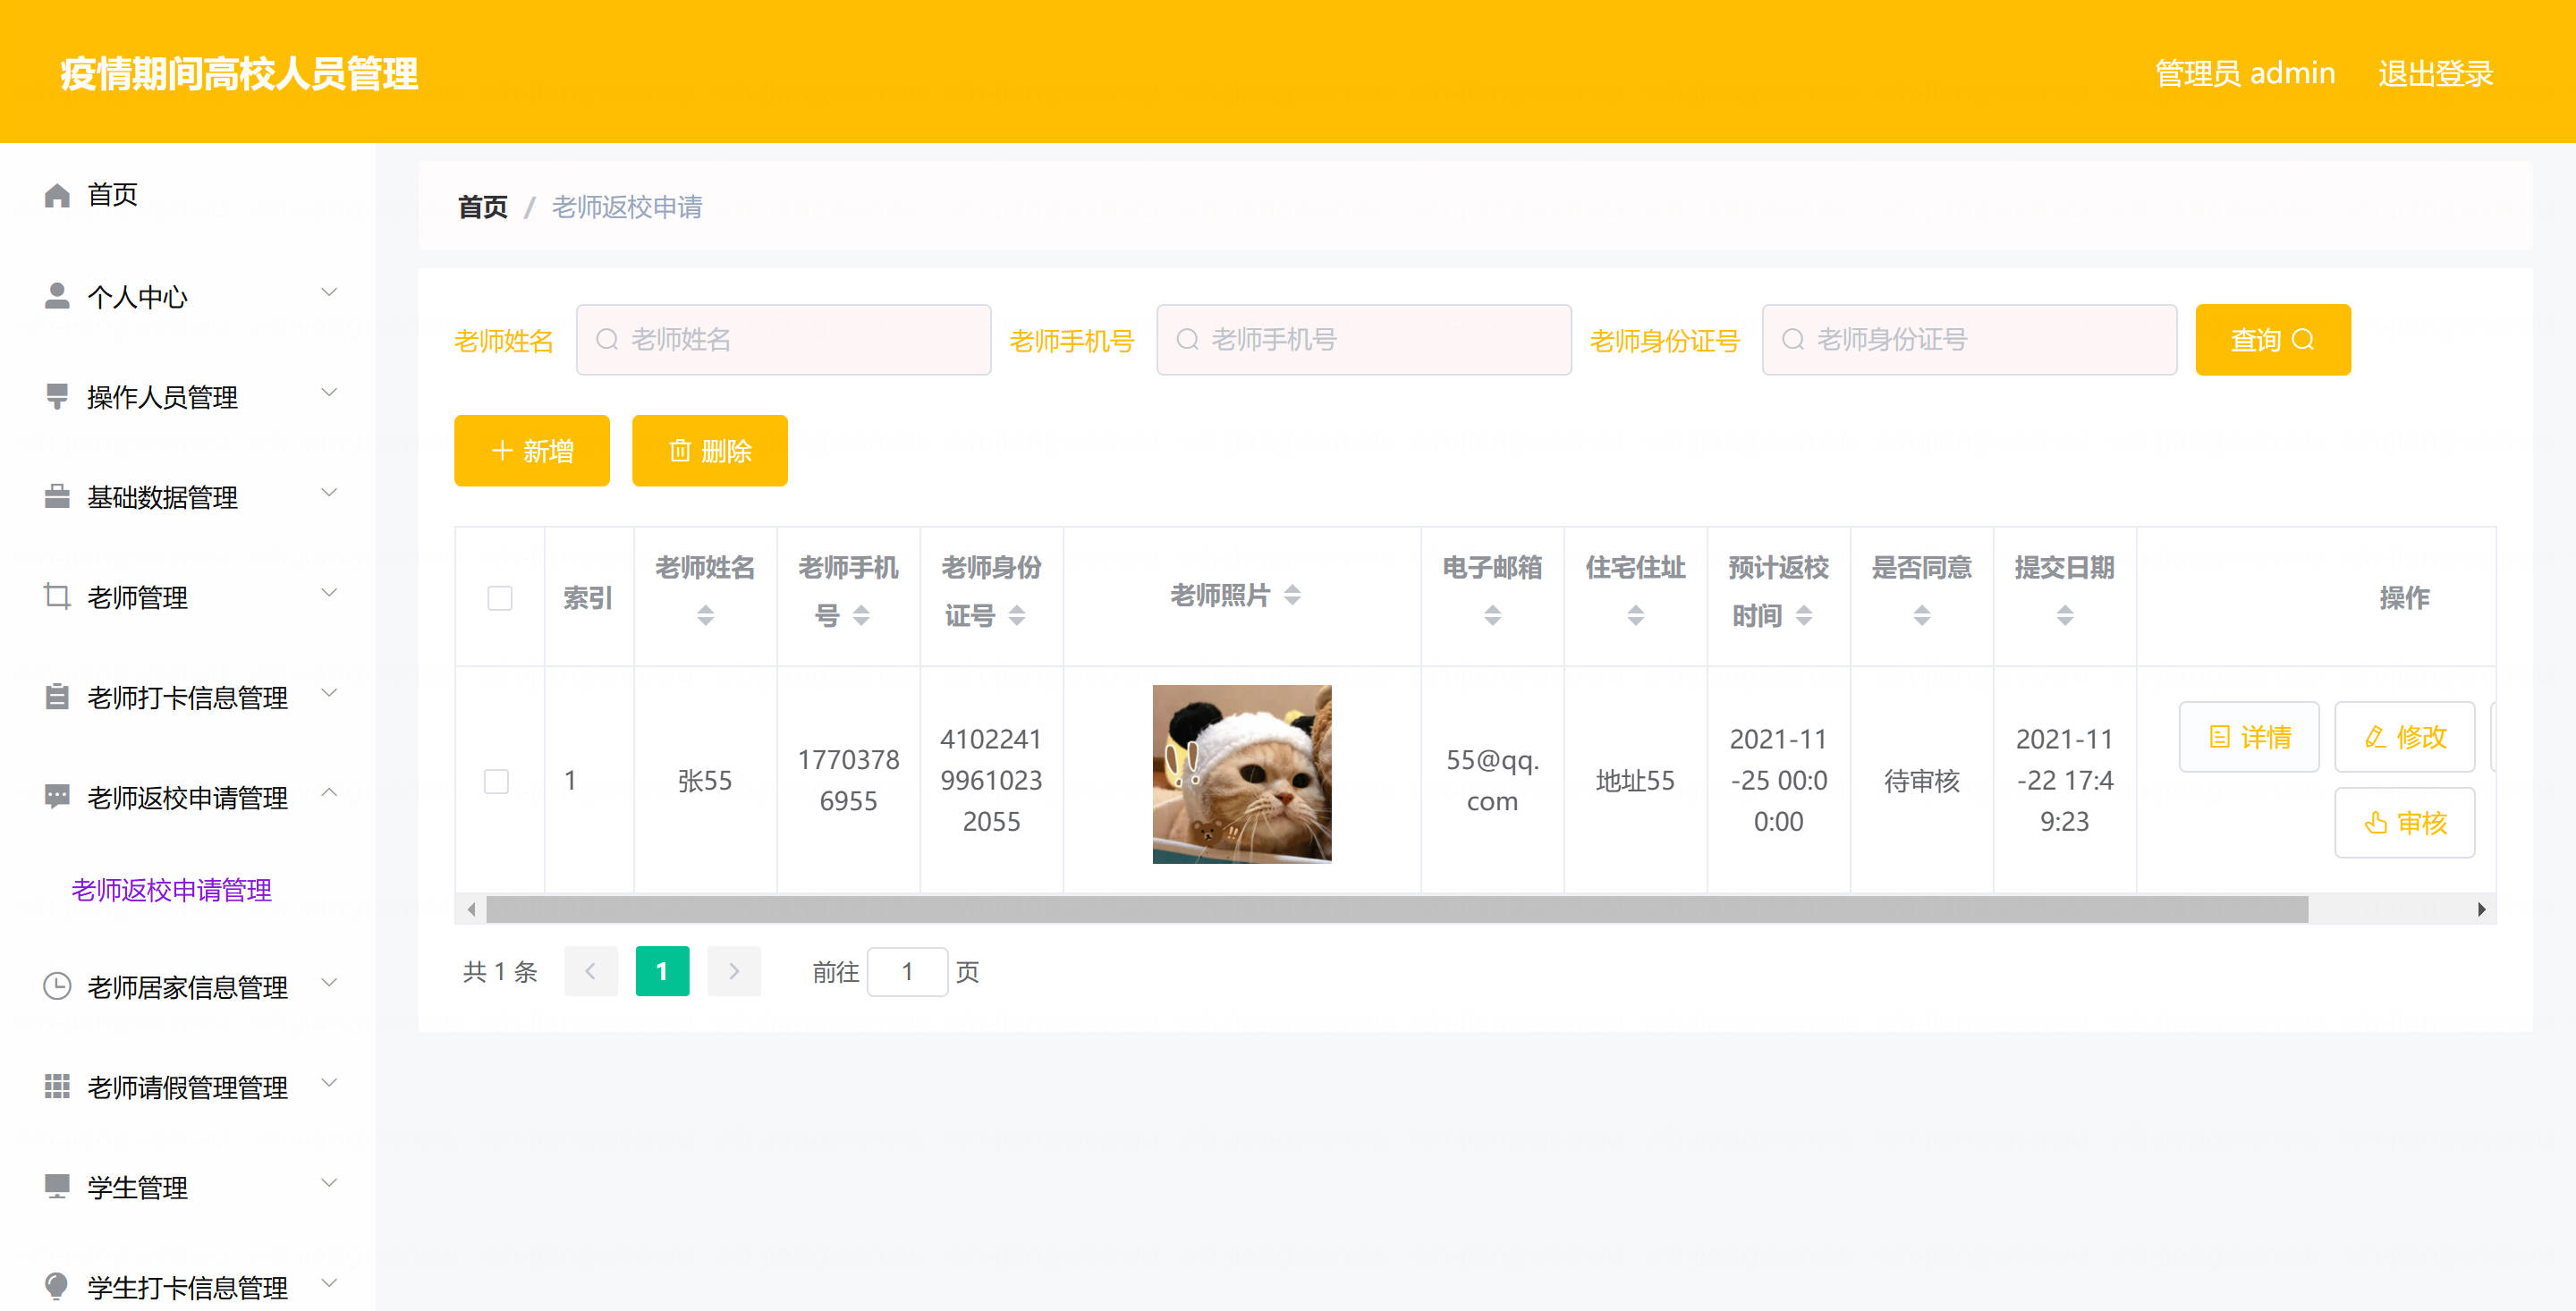 疫情期间高校人员管理
管理员 admin
退出登录
首页
个人中心
操作人员管理
基础数据管理
老师管理
老师打卡信息管理
老师返校申请管理
老师返校申请管理
老师居家信息管理
老师请假管理管理
学生管理
学生打卡信息管理
首页 / 老师返校申请
老师姓名 老师姓名 老师手机号 老师手机号 老师身份证号 老师身份证号 查询
新增 删除
索引
老师姓名
老师手机
号
老师身份
证号
老师照片
电子邮箱
住宅住址
预计返校
时间
是否同意
提交日期
操作
1
张55
1770378
6955
4102241
9961023
2055
55@qq.
com
地址55
2021-11
-25 00:0
0:00
待审核
2021-11
-22 17:4
9:23
详情 修改
审核
共 1 条 1 前往 1 页